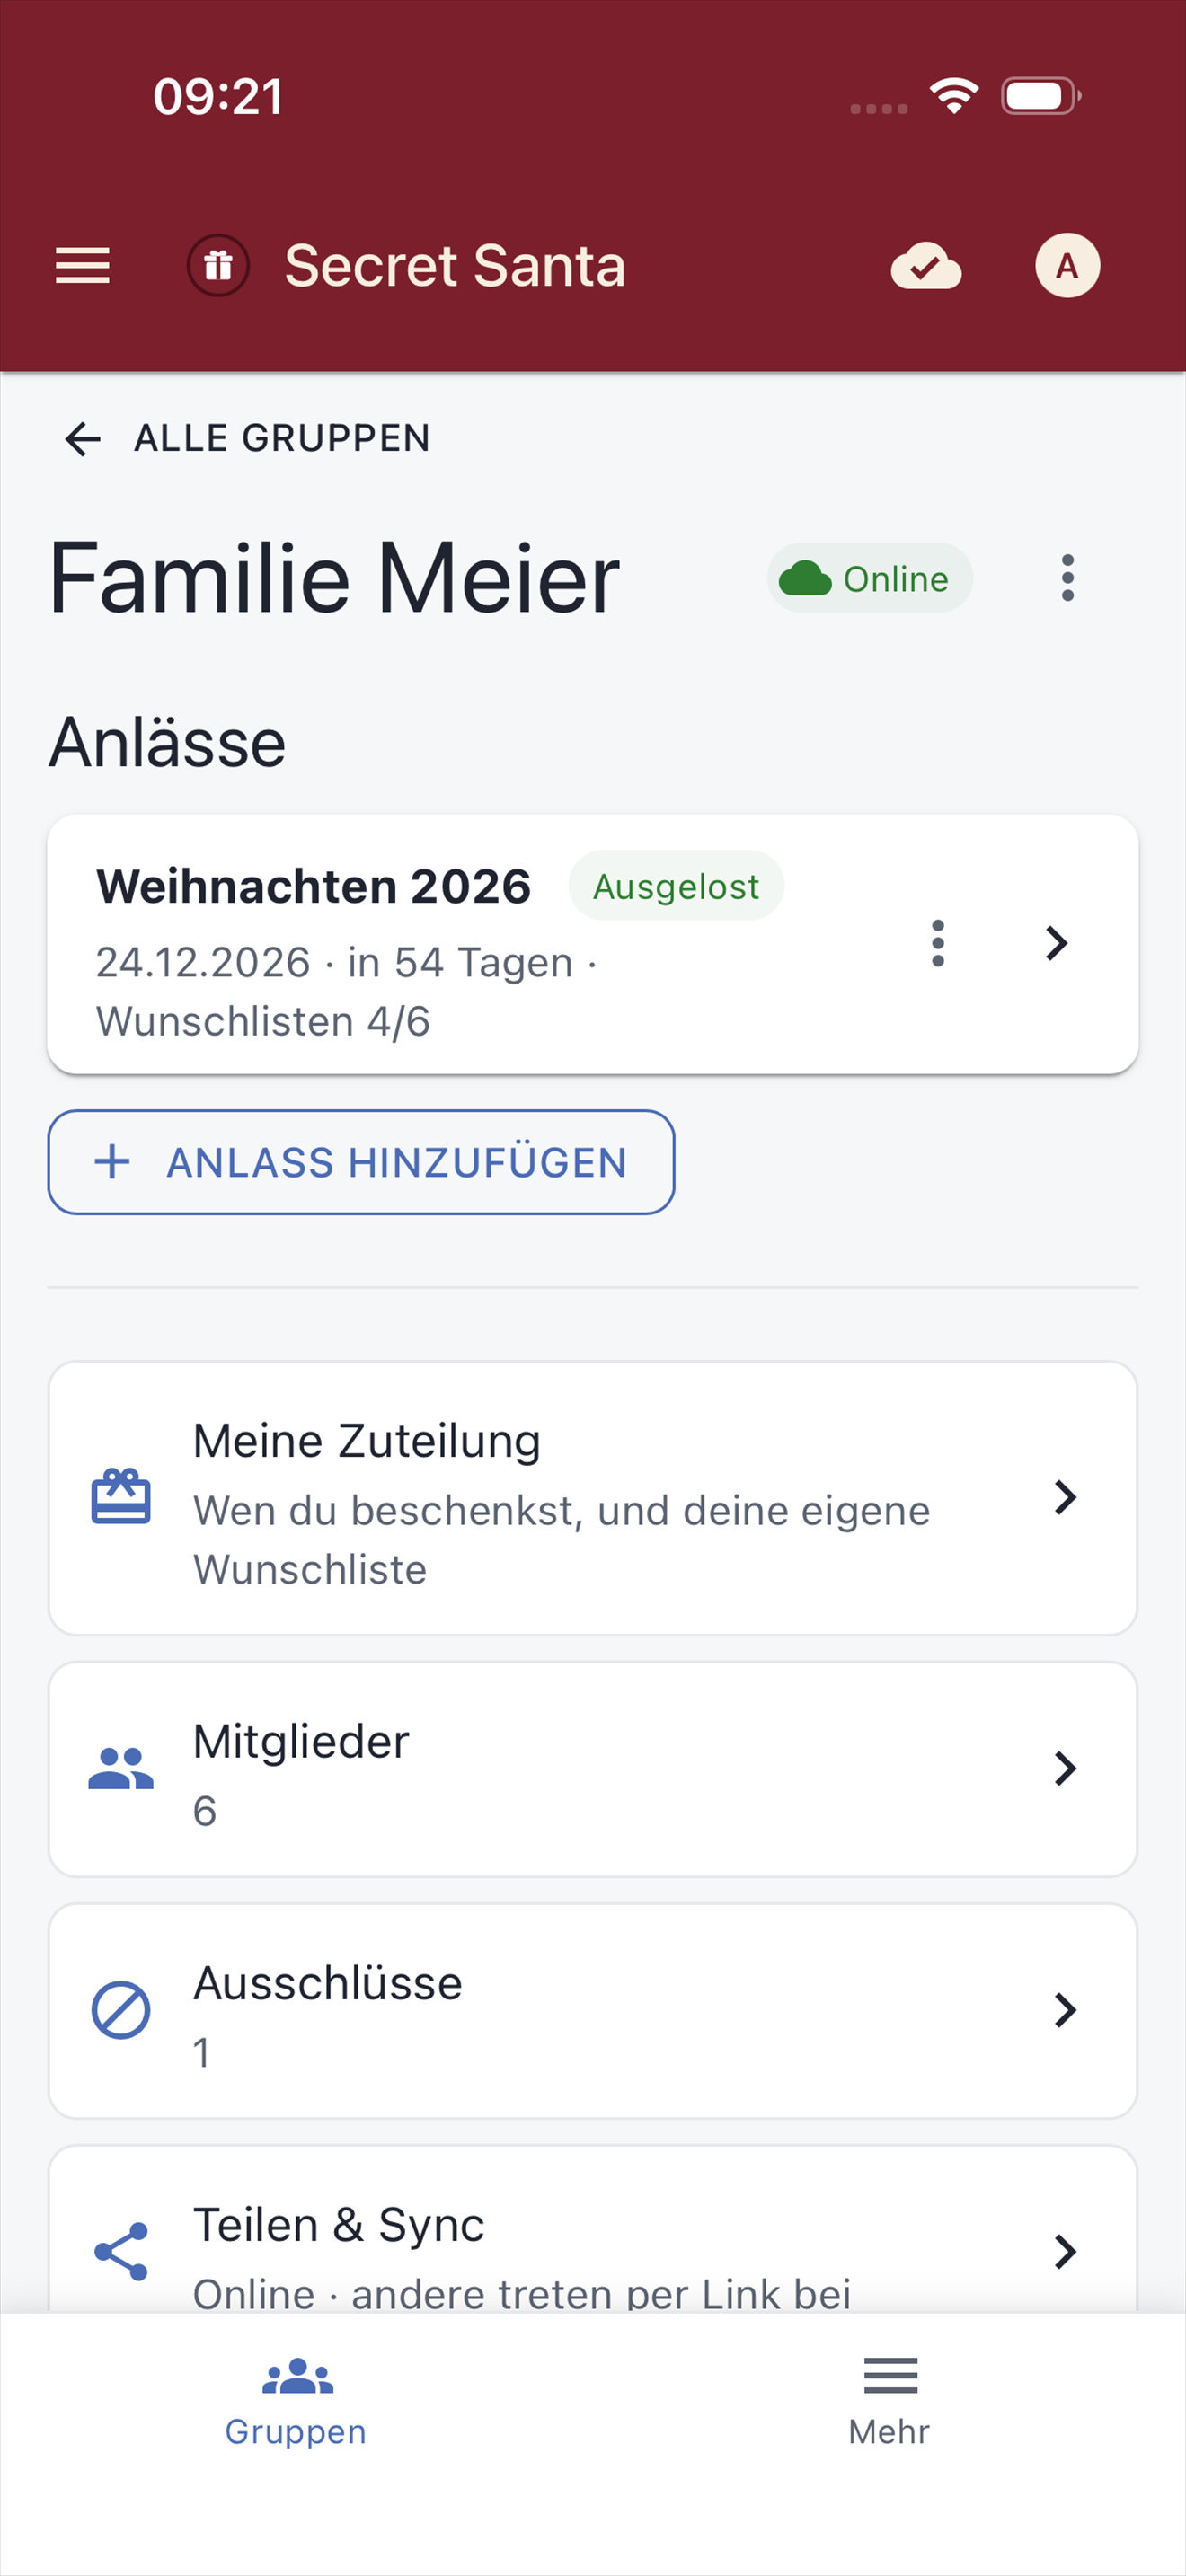 09:21
Secret Santa
A
ALLE GRUPPEN
Familie Meier
Online
Anlässe
Weihnachten 2026
Ausgelost
24.12.2026 · in 54 Tagen ·
Wunschlisten 4/6
+ ANLASS HINZUFÜGEN
Meine Zuteilung
Wen du beschenkst, und deine eigene
Wunschliste
Mitglieder
6
Ausschlüsse
1
Teilen & Sync
Online · andere treten per Link bei
Gruppen
Mehr